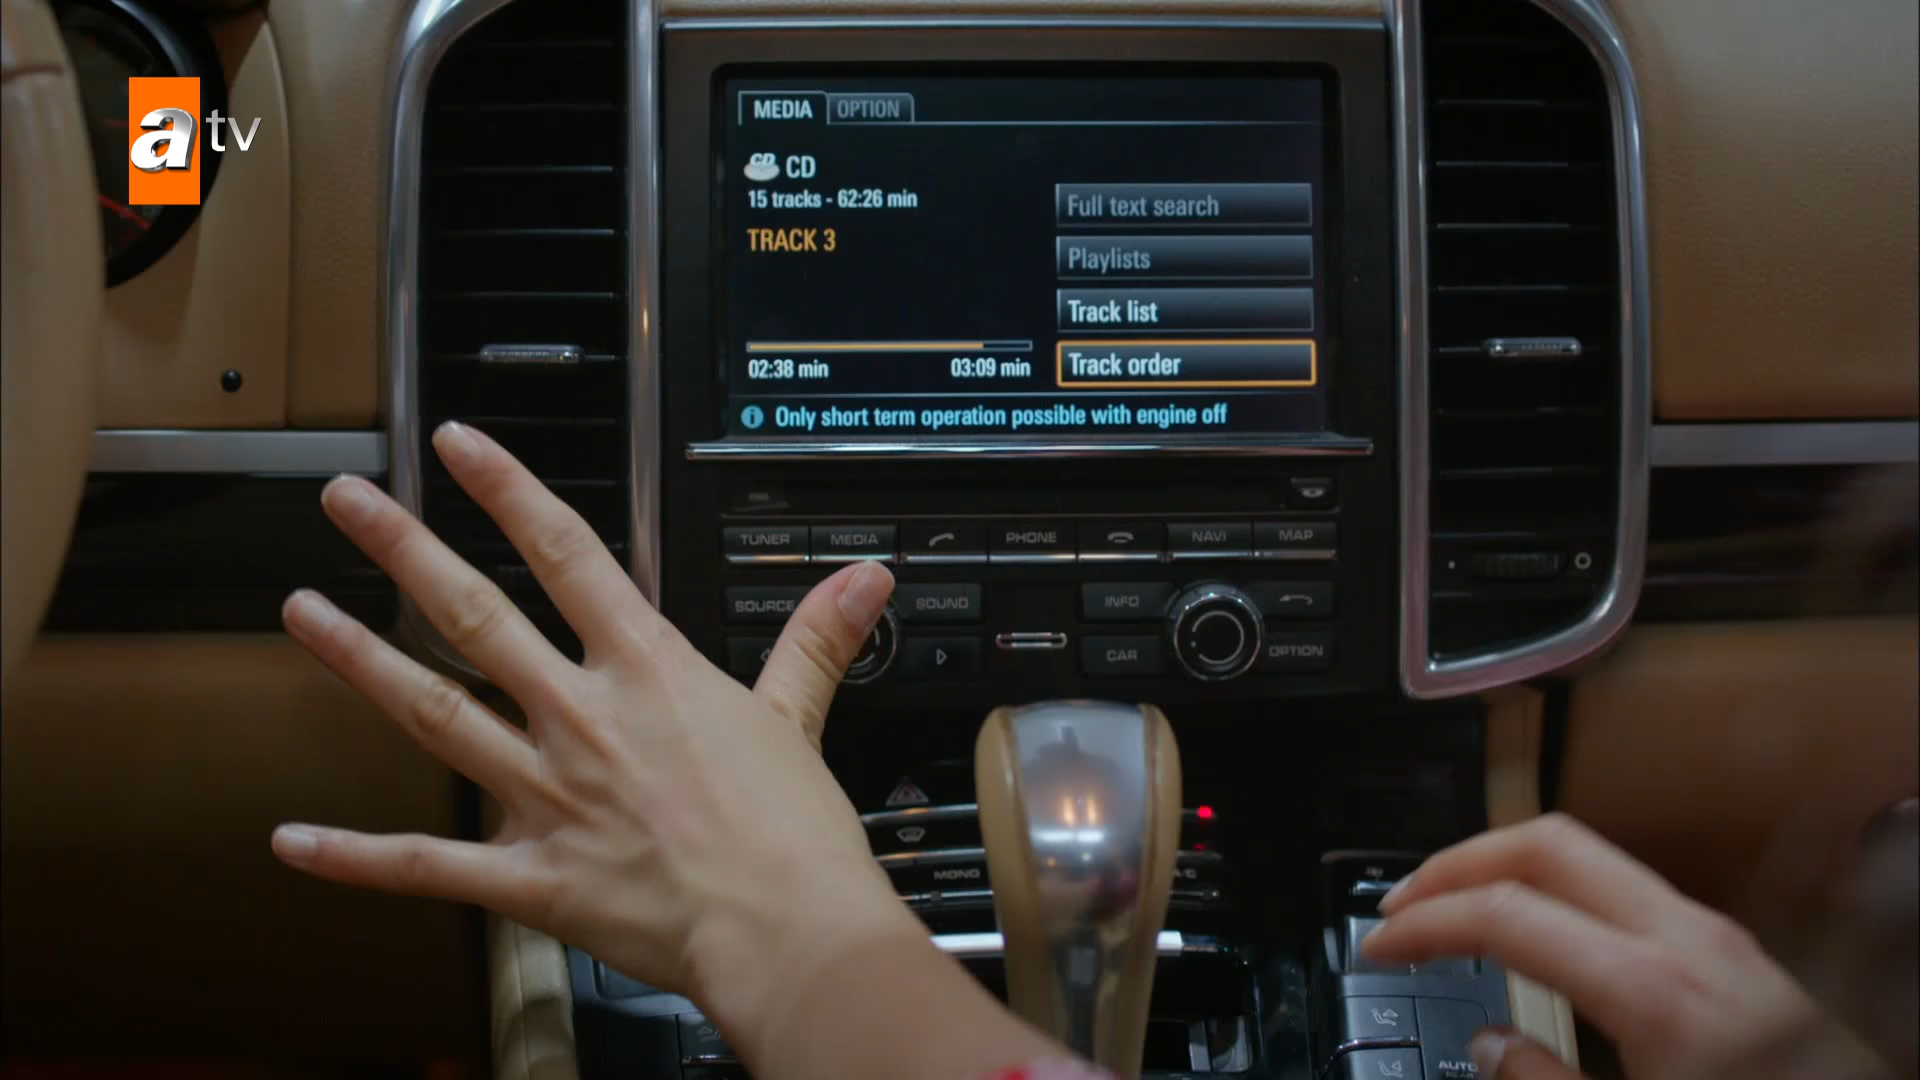 atv
MEDIA OPTION
CD CD
15 tracks - 62:26 min
TRACK 3
Full text search
Playlists
Track list
Track order
02:38 min 03:09 min
Only short term operation possible with engine off
TUNER MEDIA PHONE NAVI MAP
SOURCE SOUND INFO
CAR OPTION
MONO A/C
AUTO
REAR